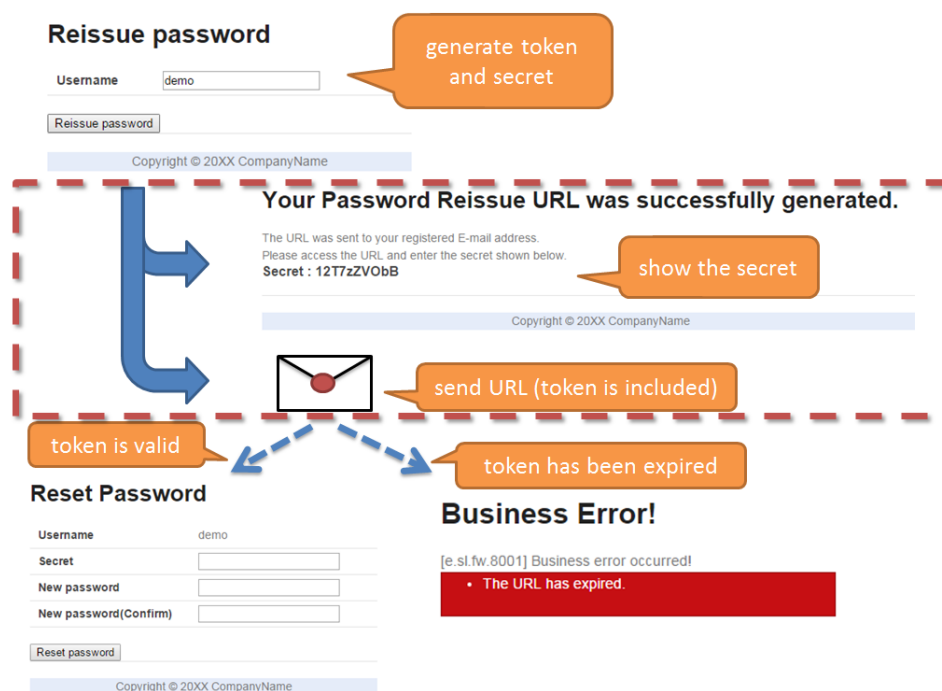 Reissue password
generate token
and secret
Username demo
Reissue password
Copyright © 20XX CompanyName
Your Password Reissue URL was successfully generated.
The URL was sent to your registered E-mail address.
Please access the URL and enter the secret shown below.
Secret : 12T7zZVObB
show the secret
Copyright © 20XX CompanyName
send URL (token is included)
token is valid
token has been expired
Reset Password
Username demo
Secret
New password
New password(Confirm)
Reset password
Copyright © 20XX CompanyName
Business Error!
[e.sl.fw.8001] Business error occurred!
• The URL has expired.